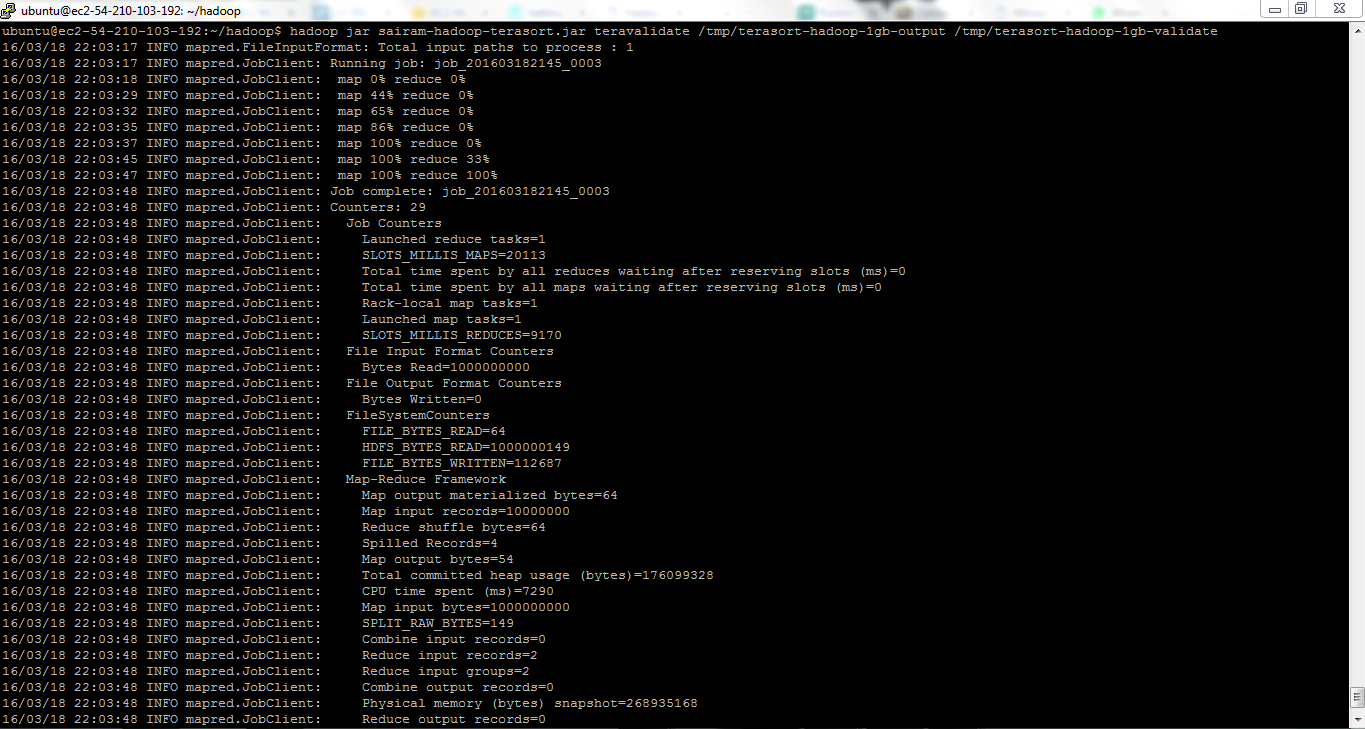 ubuntu@ec2-54-210-103-192: ~/hadoop
ubuntu@ec2-54-210-103-192:~/hadoop$ hadoop jar sairam-hadoop-terasort.jar teravalidate /tmp/terasort-hadoop-1gb-output /tmp/terasort-hadoop-1gb-validate
16/03/18 22:03:17 INFO mapred.FileInputFormat: Total input paths to process : 1
16/03/18 22:03:17 INFO mapred.JobClient: Running job: job_201603182145_0003
16/03/18 22:03:18 INFO mapred.JobClient:  map 0% reduce 0%
16/03/18 22:03:29 INFO mapred.JobClient:  map 44% reduce 0%
16/03/18 22:03:32 INFO mapred.JobClient:  map 65% reduce 0%
16/03/18 22:03:35 INFO mapred.JobClient:  map 86% reduce 0%
16/03/18 22:03:37 INFO mapred.JobClient:  map 100% reduce 0%
16/03/18 22:03:45 INFO mapred.JobClient:  map 100% reduce 33%
16/03/18 22:03:47 INFO mapred.JobClient:  map 100% reduce 100%
16/03/18 22:03:48 INFO mapred.JobClient: Job complete: job_201603182145_0003
16/03/18 22:03:48 INFO mapred.JobClient: Counters: 29
16/03/18 22:03:48 INFO mapred.JobClient:   Job Counters
16/03/18 22:03:48 INFO mapred.JobClient:     Launched reduce tasks=1
16/03/18 22:03:48 INFO mapred.JobClient:     SLOTS_MILLIS_MAPS=20113
16/03/18 22:03:48 INFO mapred.JobClient:     Total time spent by all reduces waiting after reserving slots (ms)=0
16/03/18 22:03:48 INFO mapred.JobClient:     Total time spent by all maps waiting after reserving slots (ms)=0
16/03/18 22:03:48 INFO mapred.JobClient:     Rack-local map tasks=1
16/03/18 22:03:48 INFO mapred.JobClient:     Launched map tasks=1
16/03/18 22:03:48 INFO mapred.JobClient:     SLOTS_MILLIS_REDUCES=9170
16/03/18 22:03:48 INFO mapred.JobClient:   File Input Format Counters
16/03/18 22:03:48 INFO mapred.JobClient:     Bytes Read=1000000000
16/03/18 22:03:48 INFO mapred.JobClient:   File Output Format Counters
16/03/18 22:03:48 INFO mapred.JobClient:     Bytes Written=0
16/03/18 22:03:48 INFO mapred.JobClient:   FileSystemCounters
16/03/18 22:03:48 INFO mapred.JobClient:     FILE_BYTES_READ=64
16/03/18 22:03:48 INFO mapred.JobClient:     HDFS_BYTES_READ=1000000149
16/03/18 22:03:48 INFO mapred.JobClient:     FILE_BYTES_WRITTEN=112687
16/03/18 22:03:48 INFO mapred.JobClient:   Map-Reduce Framework
16/03/18 22:03:48 INFO mapred.JobClient:     Map output materialized bytes=64
16/03/18 22:03:48 INFO mapred.JobClient:     Map input records=10000000
16/03/18 22:03:48 INFO mapred.JobClient:     Reduce shuffle bytes=64
16/03/18 22:03:48 INFO mapred.JobClient:     Spilled Records=4
16/03/18 22:03:48 INFO mapred.JobClient:     Map output bytes=54
16/03/18 22:03:48 INFO mapred.JobClient:     Total committed heap usage (bytes)=176099328
16/03/18 22:03:48 INFO mapred.JobClient:     CPU time spent (ms)=7290
16/03/18 22:03:48 INFO mapred.JobClient:     Map input bytes=1000000000
16/03/18 22:03:48 INFO mapred.JobClient:     SPLIT_RAW_BYTES=149
16/03/18 22:03:48 INFO mapred.JobClient:     Combine input records=0
16/03/18 22:03:48 INFO mapred.JobClient:     Reduce input records=2
16/03/18 22:03:48 INFO mapred.JobClient:     Reduce input groups=2
16/03/18 22:03:48 INFO mapred.JobClient:     Combine output records=0
16/03/18 22:03:48 INFO mapred.JobClient:     Physical memory (bytes) snapshot=268935168
16/03/18 22:03:48 INFO mapred.JobClient:     Reduce output records=0